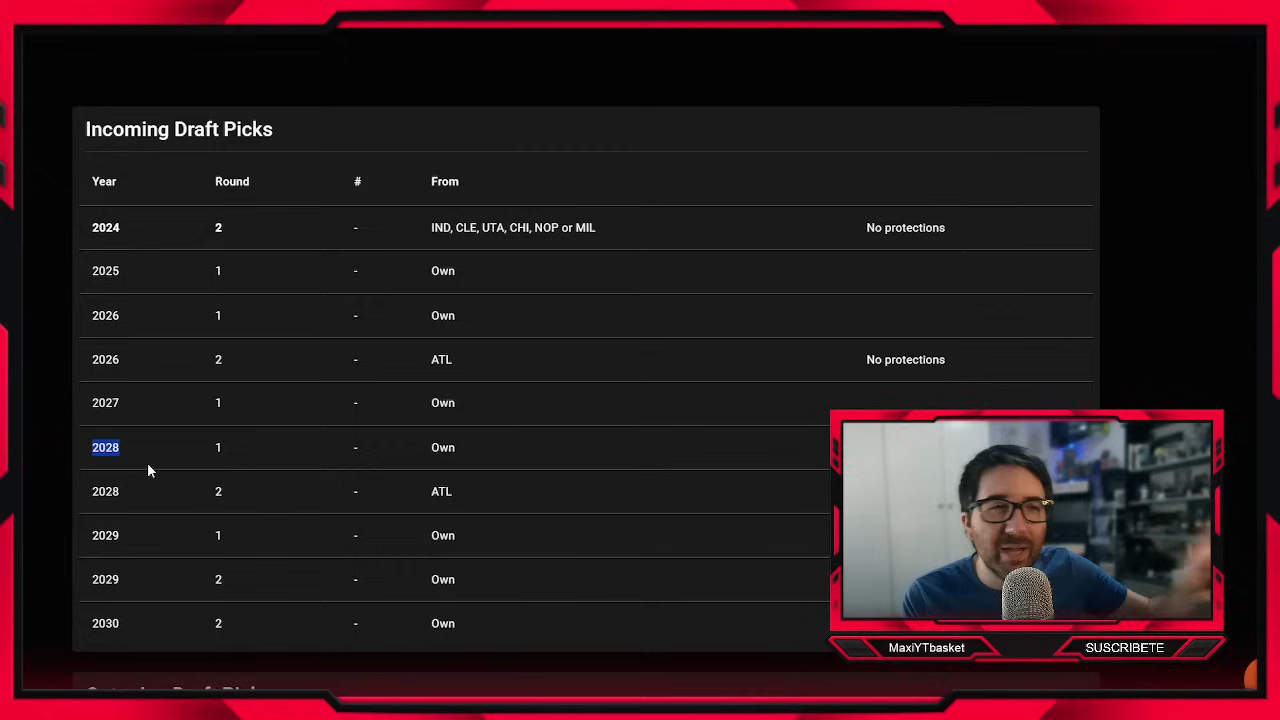 Incoming Draft Picks
Year Round # From
2024 2 - IND, CLE, UTA, CHI, NOP or MIL No protections
2025 1 - Own
2026 1 - Own
2026 2 - ATL No protections
2027 1 - Own
2028 1 - Own
2028 2 - ATL
2029 1 - Own
2029 2 - Own
2030 2 - Own
MaxiYTbasket SUSCRIBETE